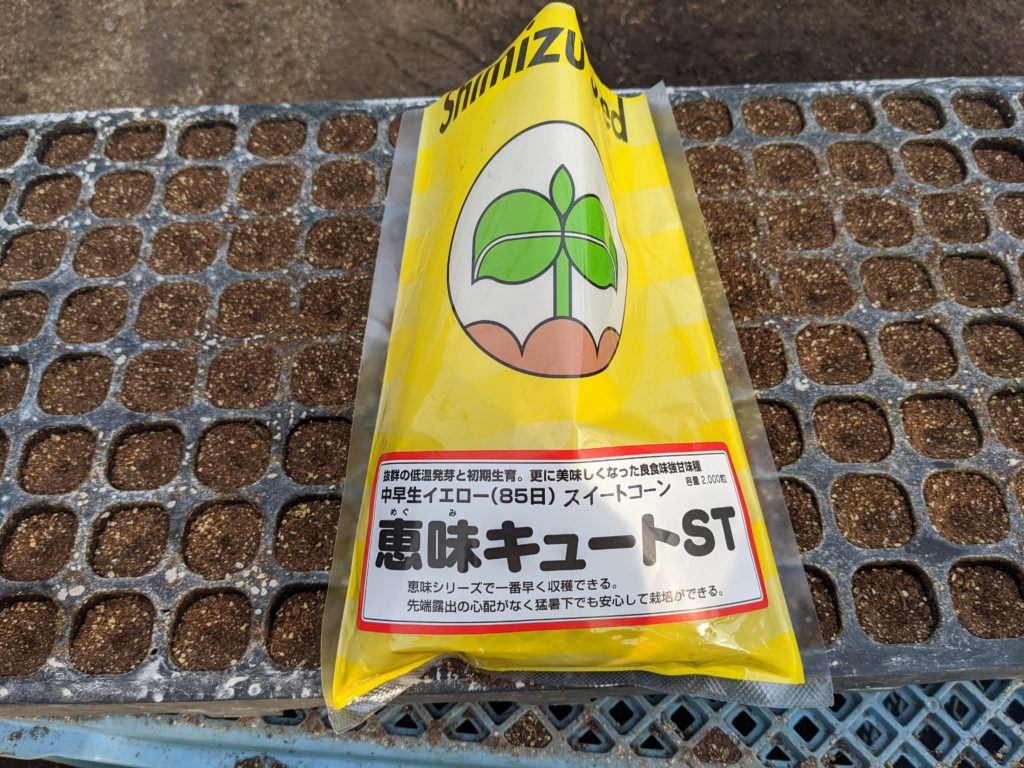 Shimizu Seed
抜群の低温発芽と初期生育。更に美味しくなった良食味強甘味種
容量2,000粒
中早生イエロー(85日) スイートコーン
めぐ み
恵味キュートST
恵味シリーズで一番早く収穫できる。
先端露出の心配がなく猛暑下でも安心して栽培ができる。